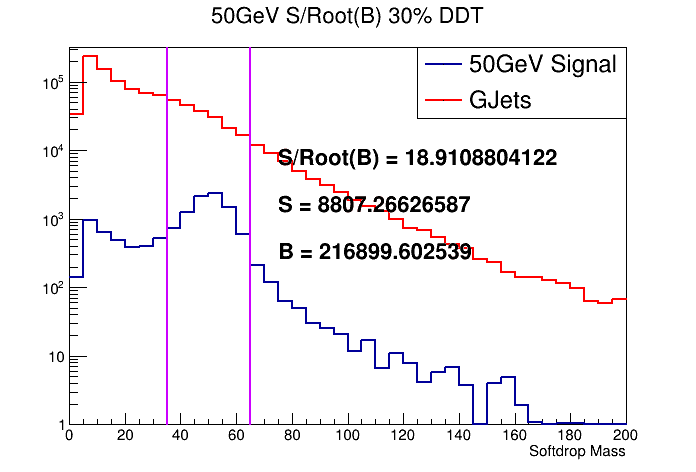 50GeV S/Root(B) 30% DDT
50GeV Signal
GJets
10^5
10^4
10^3
10^2
10
1
S/Root(B) = 18.9108804122
S = 8807.26626587
B = 216899.602539
0 20 40 60 80 100 120 140 160 180 200
Softdrop Mass